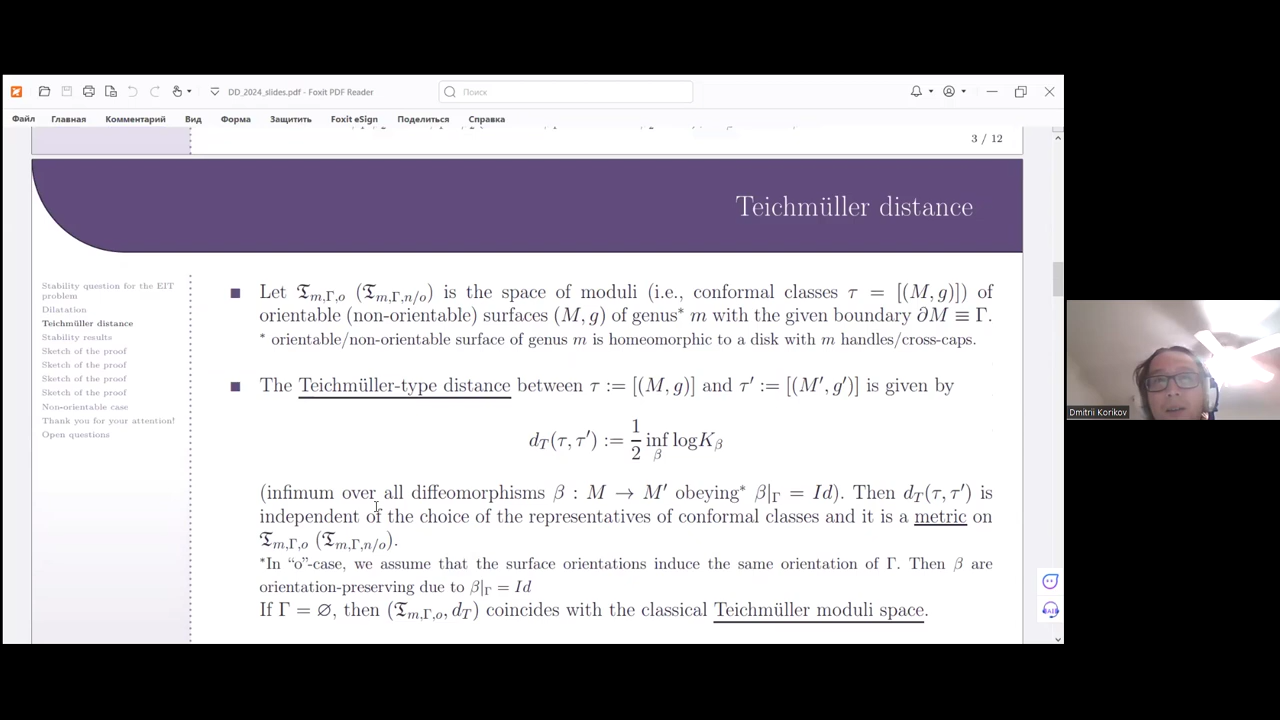 DD_2024_slides.pdf - Foxit PDF Reader
Поиск
Файл Главная Комментарий Вид Форма Защитить Foxit eSign Поделиться Справка
3 / 12
Teichmüller distance
Stability question for the EIT
problem
Dilatation
Teichmüller distance
Stability results
Sketch of the proof
Sketch of the proof
Sketch of the proof
Sketch of the proof
Non-orientable case
Thank you for your attention!
Open questions
■ Let 𝔗_{m,Γ,o} (𝔗_{m,Γ,n/o}) is the space of moduli (i.e., conformal classes τ = [(M, g)]) of
orientable (non-orientable) surfaces (M, g) of genus* m with the given boundary ∂M ≡ Γ.
* orientable/non-orientable surface of genus m is homeomorphic to a disk with m handles/cross-caps.
■ The Teichmüller-type distance between τ := [(M, g)] and τ′ := [(M′, g′)] is given by
d_T(τ, τ′) := 1/2 inf_β log K_β
(infimum over all diffeomorphisms β : M → M′ obeying* β|_Γ = Id). Then d_T(τ, τ′) is
independent of the choice of the representatives of conformal classes and it is a metric on
𝔗_{m,Γ,o} (𝔗_{m,Γ,n/o}).
*In “o”-case, we assume that the surface orientations induce the same orientation of Γ. Then β are
orientation-preserving due to β|_Γ = Id
If Γ = ∅, then (𝔗_{m,Γ,o}, d_T) coincides with the classical Teichmüller moduli space.
Dmitrii Korikov